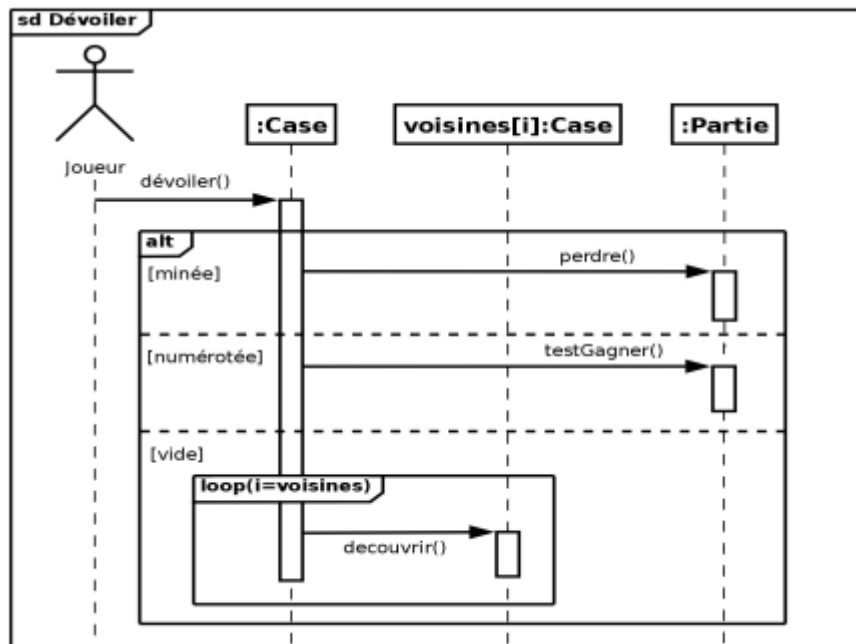 sd Dévoiler
:Case
voisines[i]:Case
:Partie
Joueur
dévoiler()
alt
[minée]
perdre()
[numérotée]
testGagner()
[vide]
loop(i=voisines)
decouvrir()